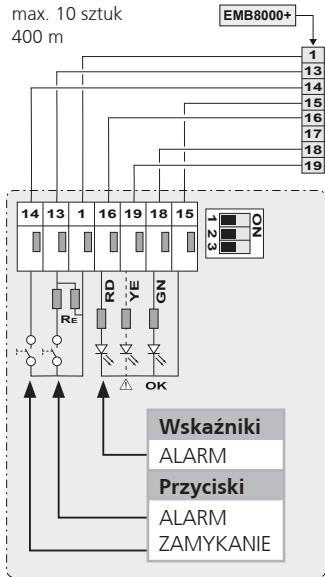 max. 10 sztuk
400 m
EMB8000+
1
13
14
15
16
17
18
19
14 13 1 16 19 18 15
ON
1 2 3
RE
RD
YE
GN
OK
Wskaźniki
ALARM
Przyciski
ALARM
ZAMYKANIE